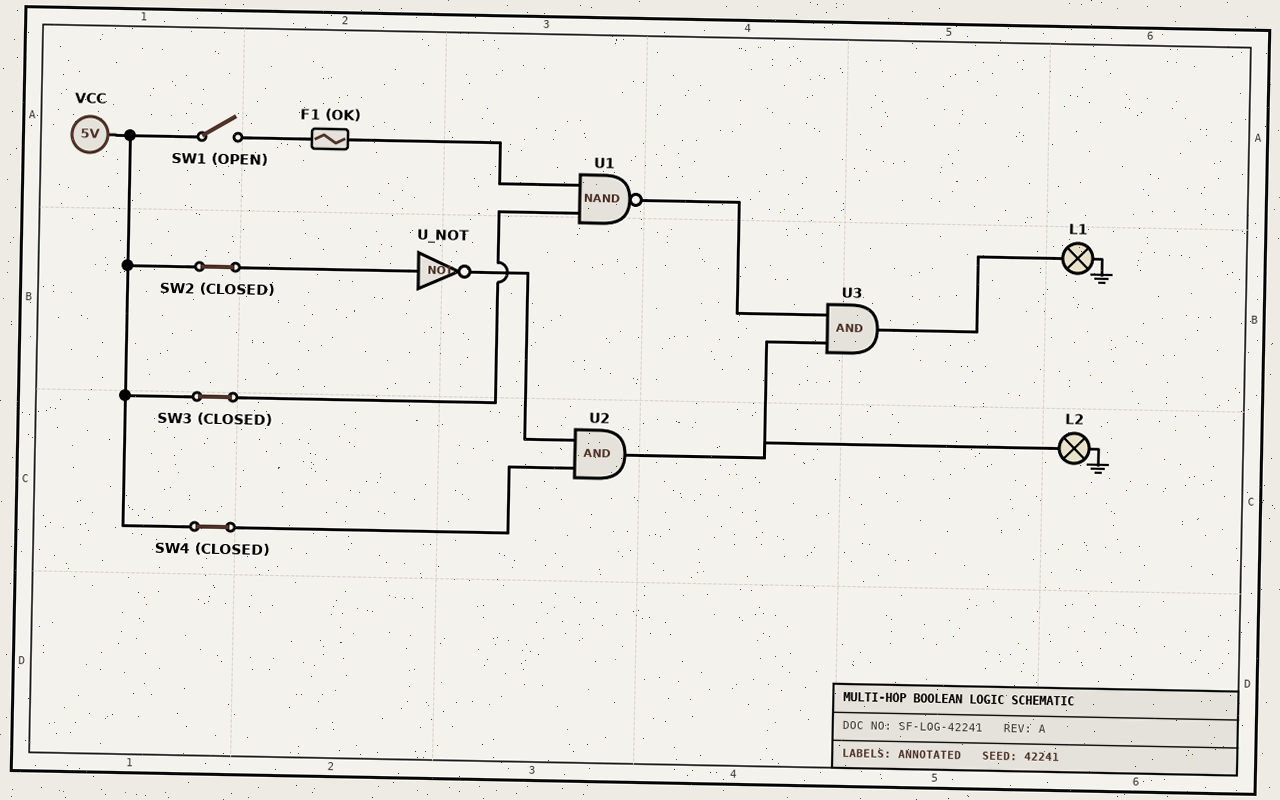 1 2 3 4 5 6
A A
VCC
5V
SW1 (OPEN)
F1 (OK)
U1
NAND
U_NOT
NOT
SW2 (CLOSED)
L1
B B
U3
AND
SW3 (CLOSED)
U2
AND
L2
C C
SW4 (CLOSED)
D D
MULTI-HOP BOOLEAN LOGIC SCHEMATIC
DOC NO: SF-LOG-42241 REV: A
LABELS: ANNOTATED SEED: 42241
1 2 3 4 5 6